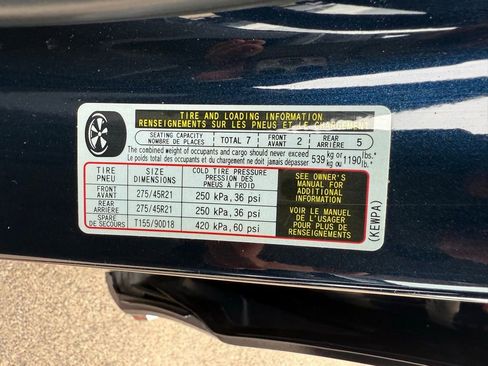 TIRE AND LOADING INFORMATION
RENSEIGNEMENTS SUR LES PNEUS ET LE CHARGEMENT
SEATING CAPACITY NOMBRE DE PLACES TOTAL 7 FRONT AVANT 2 REAR ARRIÈRE 5
The combined weight of occupants and cargo should never exceed 539 kg or 1190 lbs.
Le poids total des occupants et du chargement ne doit jamais dépasser kg ou lb.
TIRE PNEU SIZE DIMENSIONS COLD TIRE PRESSURE PRESSION DES PNEUS À FROID
FRONT AVANT 275/45R21 250 kPa, 36 psi
REAR ARRIÈRE 275/45R21 250 kPa, 36 psi
SPARE DE SECOURS T155/90D18 420 kPa, 60 psi
SEE OWNER'S
MANUAL FOR
ADDITIONAL
INFORMATION
VOIR LE MANUEL
DE L'USAGER
POUR PLUS DE
RENSEIGNEMENTS
(KEWPA)